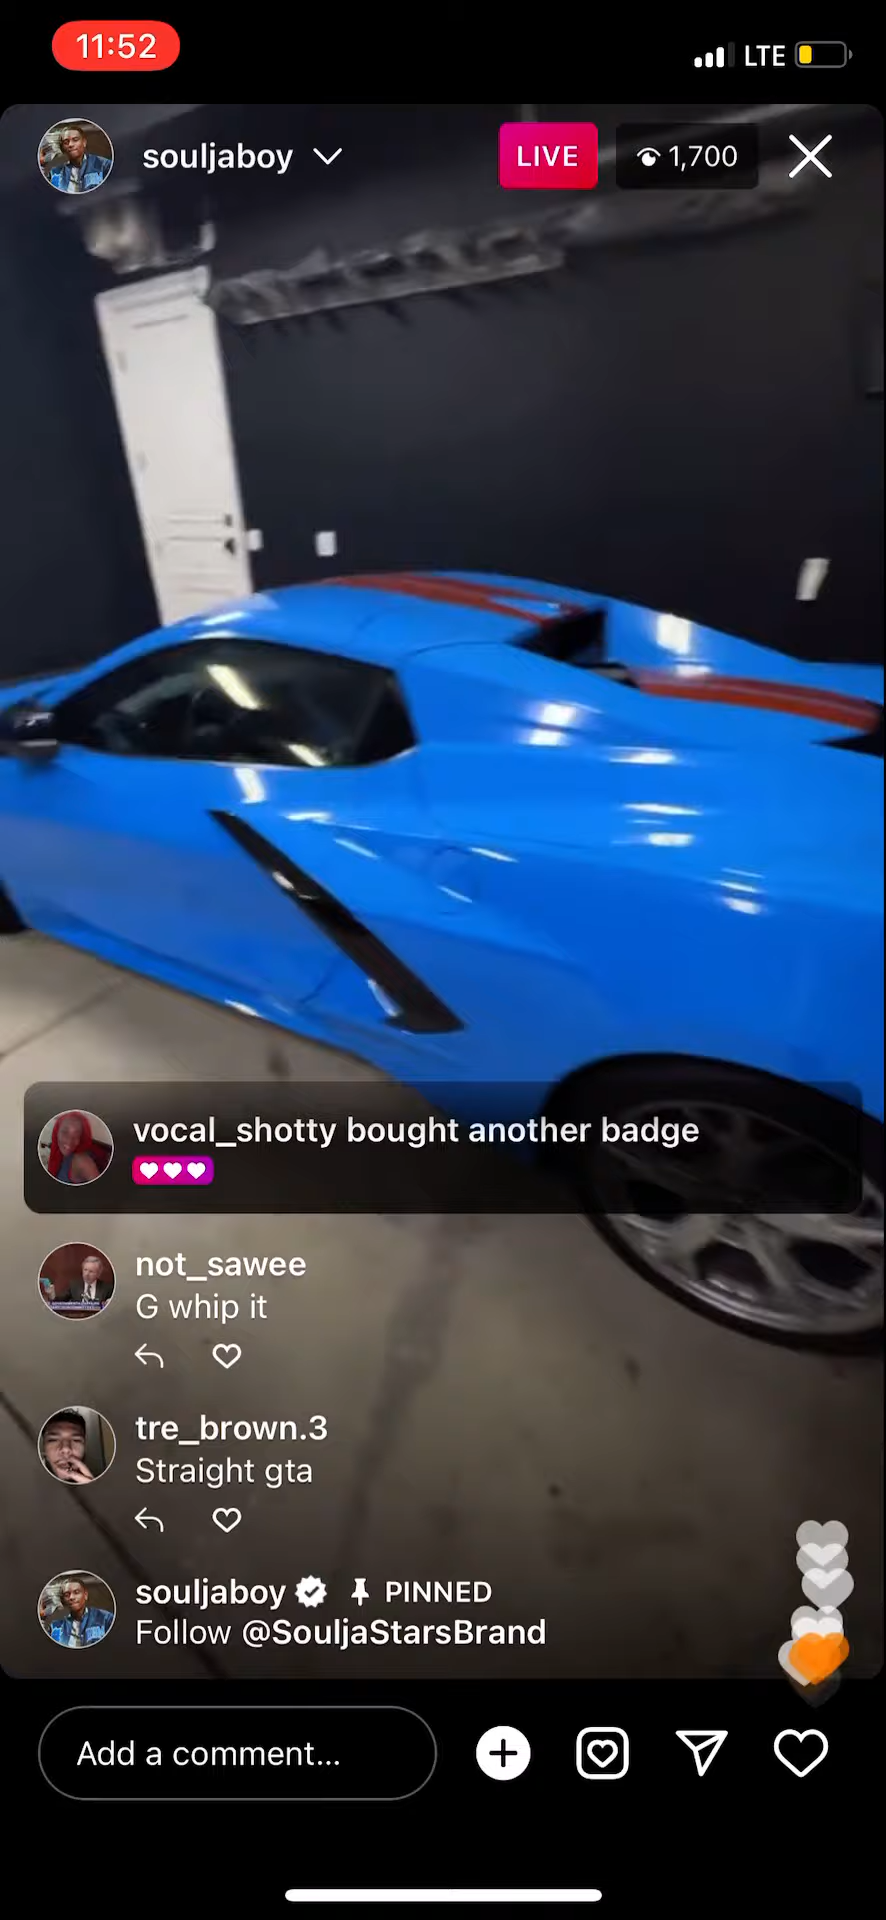 11:52
LTE
souljaboy
LIVE
1,700
vocal_shotty bought another badge
not_sawee
G whip it
tre_brown.3
Straight gta
souljaboy PINNED
Follow @SouljaStarsBrand
Add a comment...